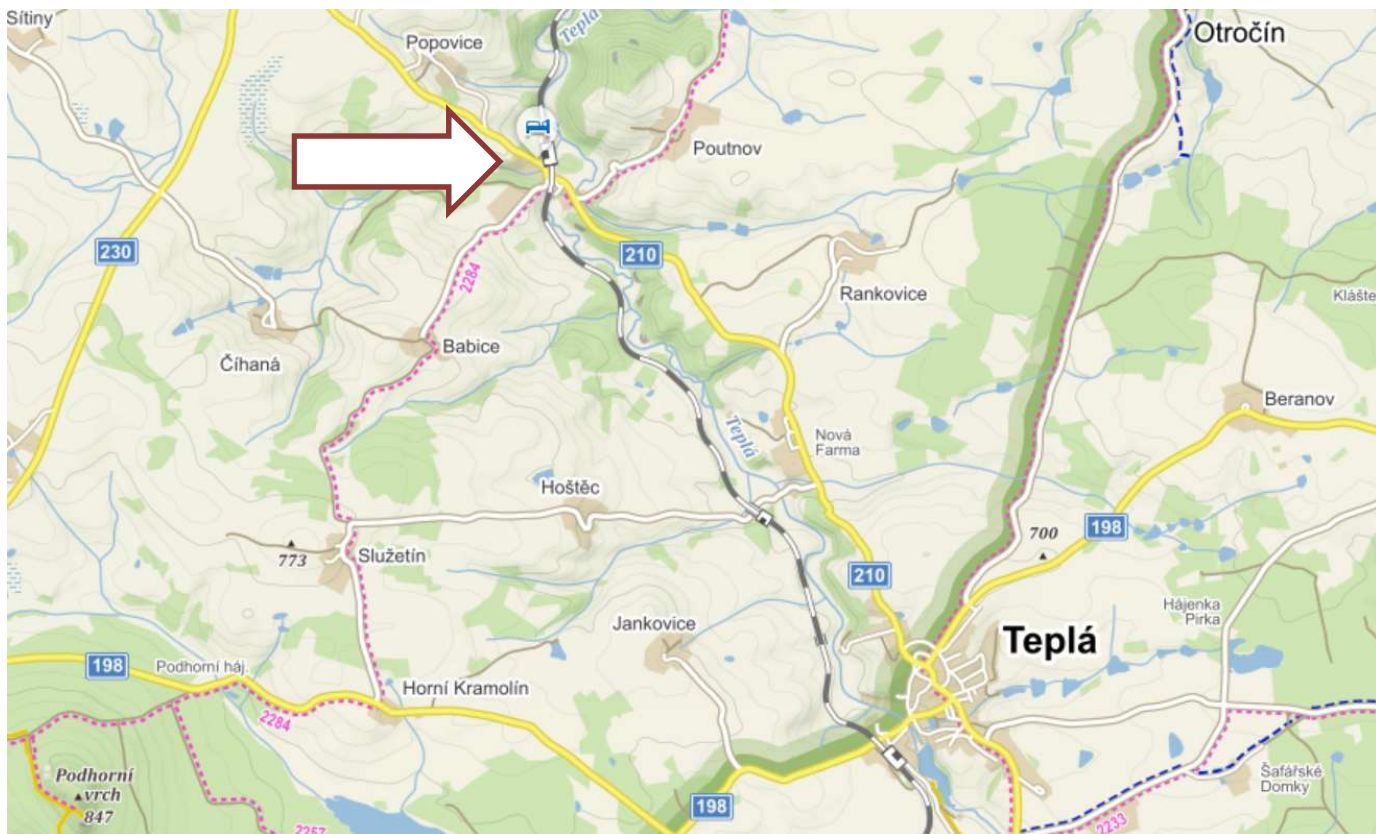 Sítiny
Teplá
Otročín
Popovice
Poutnov
230
210
2284
Rankovice
Klášte
Babice
Číhaná
Beranov
Nová
Farma
Teplá
Hoštěc
198
700
773
Služetín
210
Hájenka
Pirka
Jankovice
Teplá
198
Podhorní háj.
Horní Kramolín
2284
Podhorní
vrch
847
Šafářské
Domky
198
2257
2233